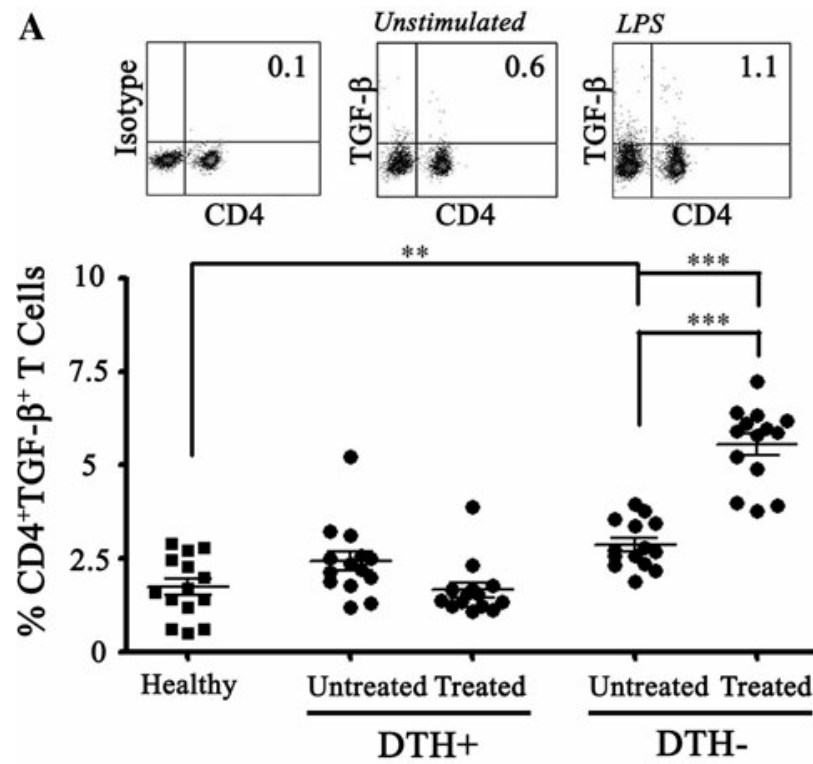 A
Unstimulated
LPS
Isotype
0.1
CD4
TGF-β
0.6
CD4
TGF-β
1.1
CD4
% CD4⁺TGF-β⁺ T Cells
10
7.5
5
2.5
0
**
***
***
Healthy
Untreated Treated
Untreated Treated
DTH+
DTH-